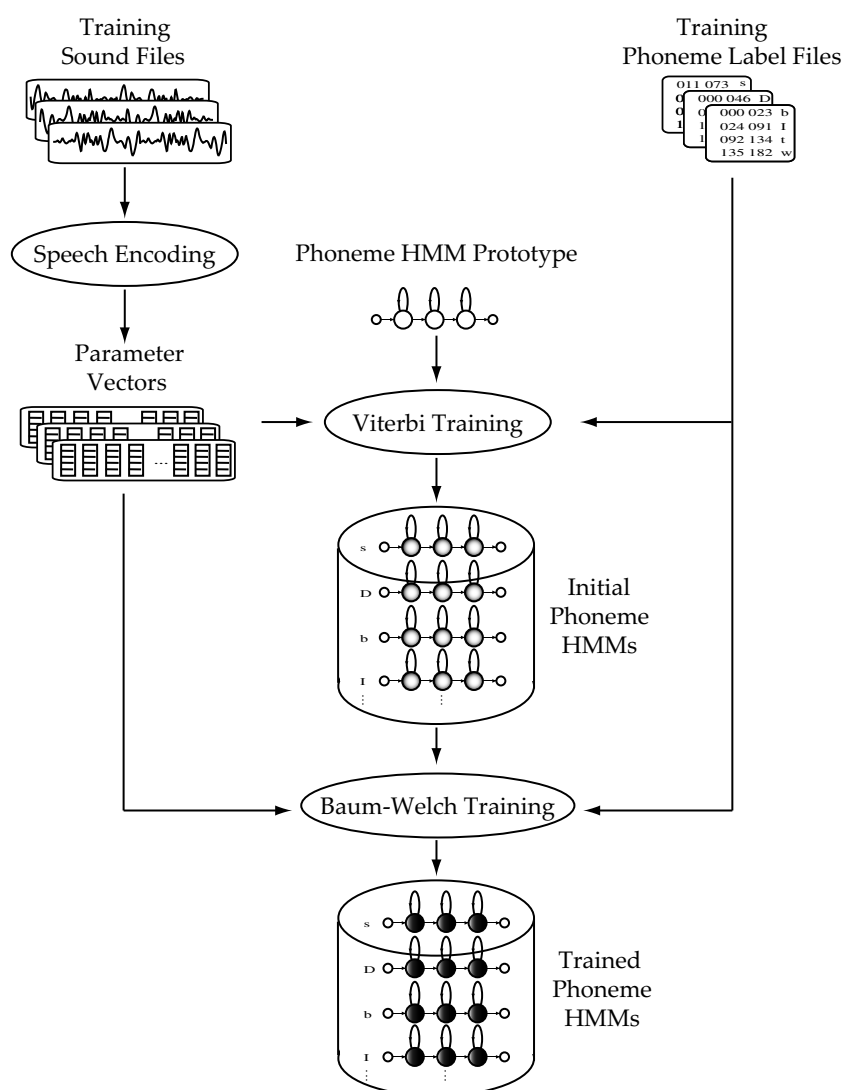 Training
Sound Files
Training
Phoneme Label Files
011 073 s
000 046 D
000 023 b
024 091 I
092 134 t
135 182 w
Speech Encoding
Phoneme HMM Prototype
Parameter
Vectors
...
Viterbi Training
s
D
b
I
Initial
Phoneme
HMMs
Baum-Welch Training
s
D
b
I
Trained
Phoneme
HMMs